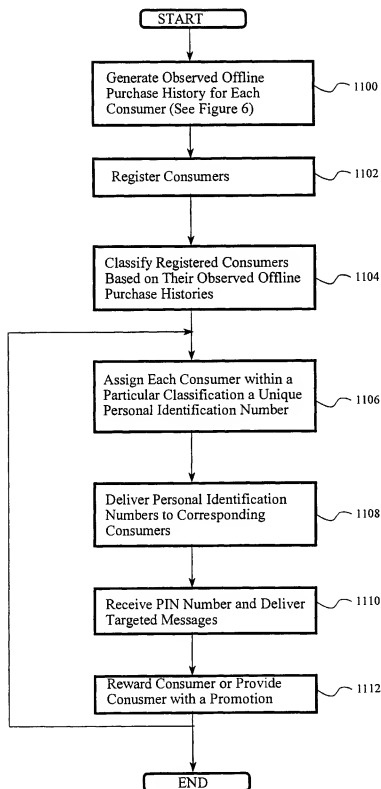 START
Generate Observed Offline
Purchase History for Each
Consumer (See Figure 6)
1100
Register Consumers
1102
Classify Registered Consumers
Based on Their Observed Offline
Purchase Histories
1104
Assign Each Consumer within a
Particular Classification a Unique
Personal Identification Number
1106
Deliver Personal Identification
Numbers to Corresponding
Consumers
1108
Receive PIN Number and Deliver
Targeted Messages
1110
Reward Consumer or Provide
Conusmer with a Promotion
1112
END